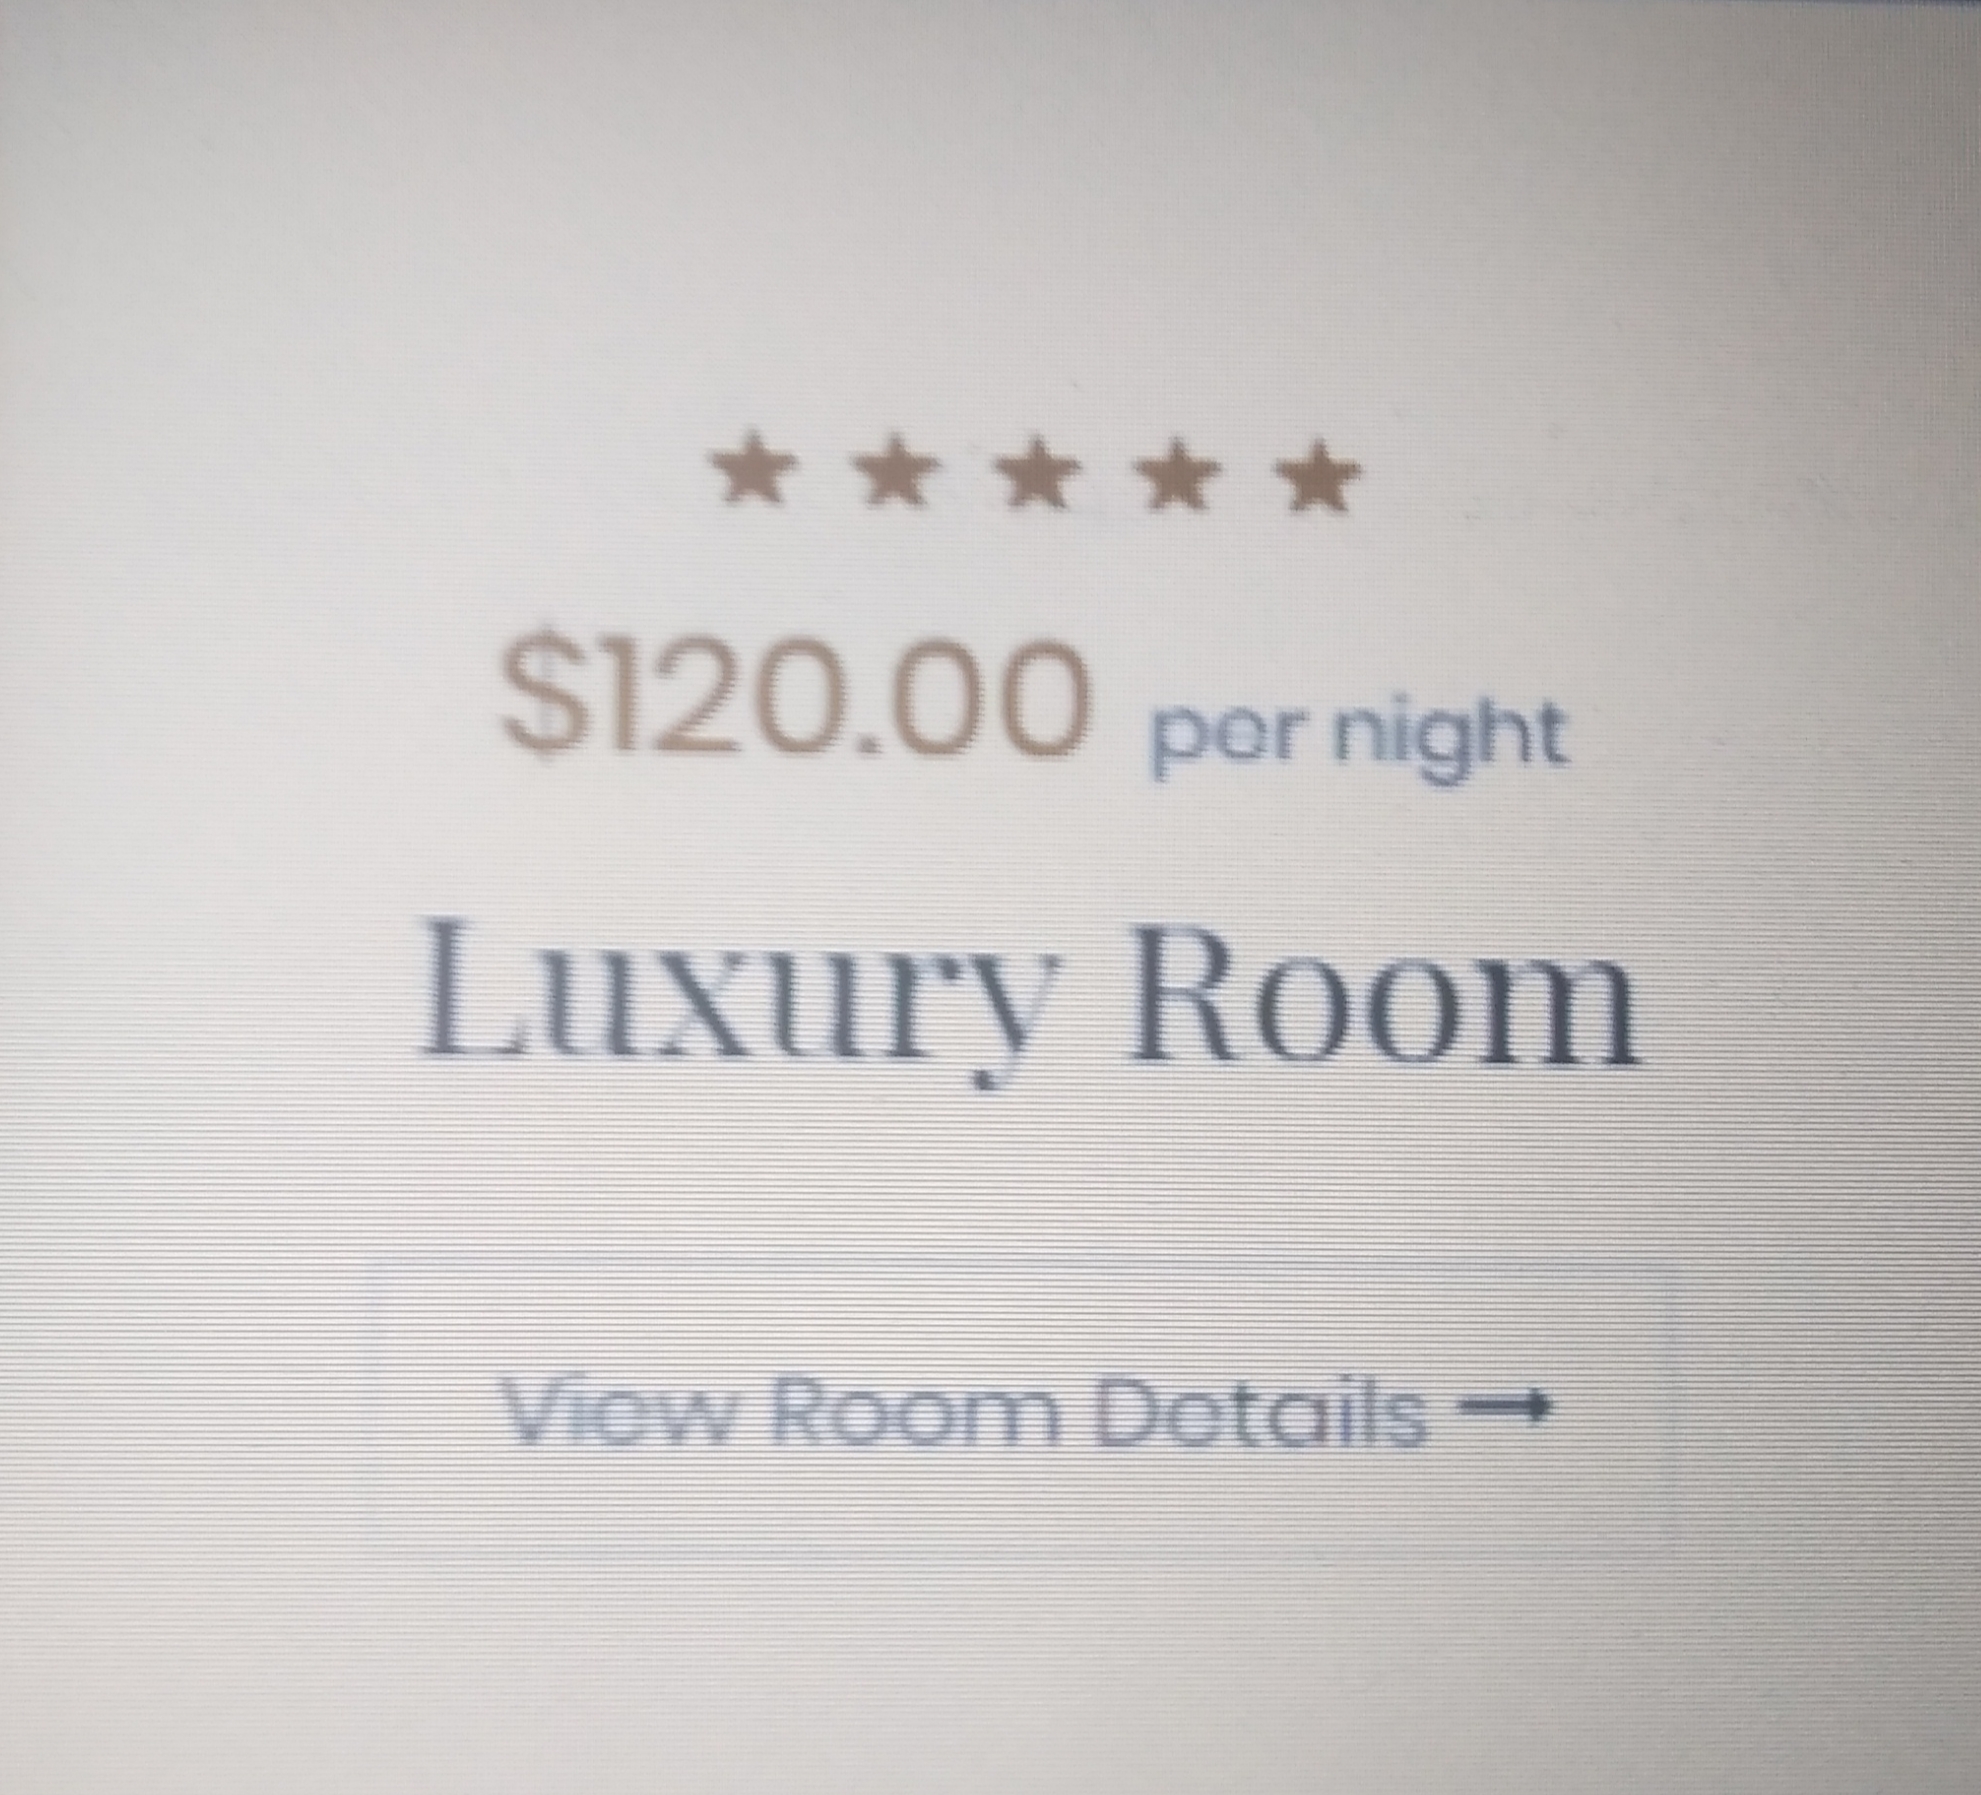 ★ ★ ★ ★ ★
$120.00 per night
Luxury Room
View Room Details →